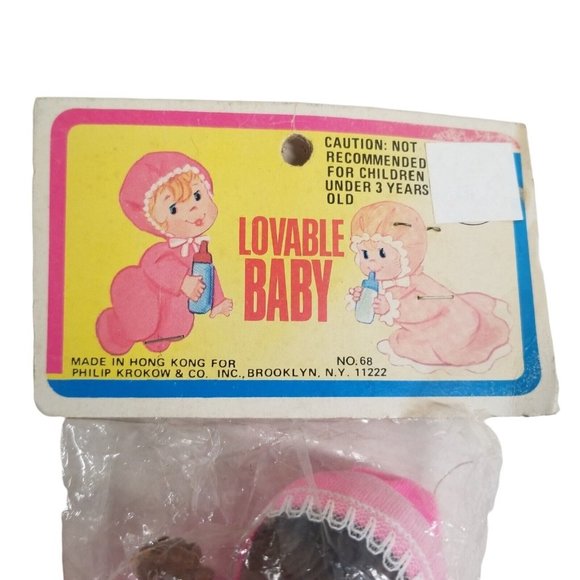 CAUTION: NOT
RECOMMENDED
FOR CHILDREN
UNDER 3 YEARS
OLD
LOVABLE
BABY
MADE IN HONG KONG FOR
NO. 68
PHILIP KROKOW & CO. INC., BROOKLYN, N.Y. 11222